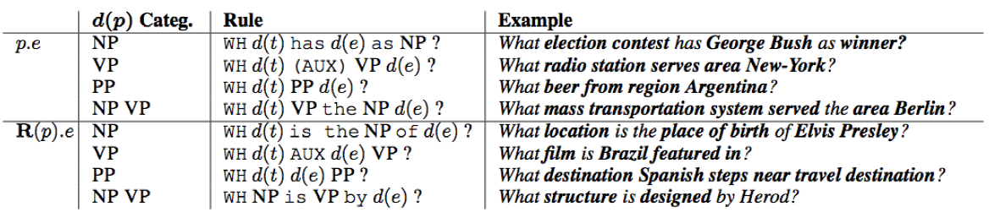 d(p) Categ. Rule Example
p.e NP WH d(t) has d(e) as NP ? What election contest has George Bush as winner?
VP WH d(t) (AUX) VP d(e) ? What radio station serves area New-York?
PP WH d(t) PP d(e) ? What beer from region Argentina?
NP VP WH d(t) VP the NP d(e) ? What mass transportation system served the area Berlin?
R(p).e NP WH d(t) is the NP of d(e) ? What location is the place of birth of Elvis Presley?
VP WH d(t) AUX d(e) VP ? What film is Brazil featured in?
PP WH d(t) d(e) PP ? What destination Spanish steps near travel destination?
NP VP WH NP is VP by d(e) ? What structure is designed by Herod?